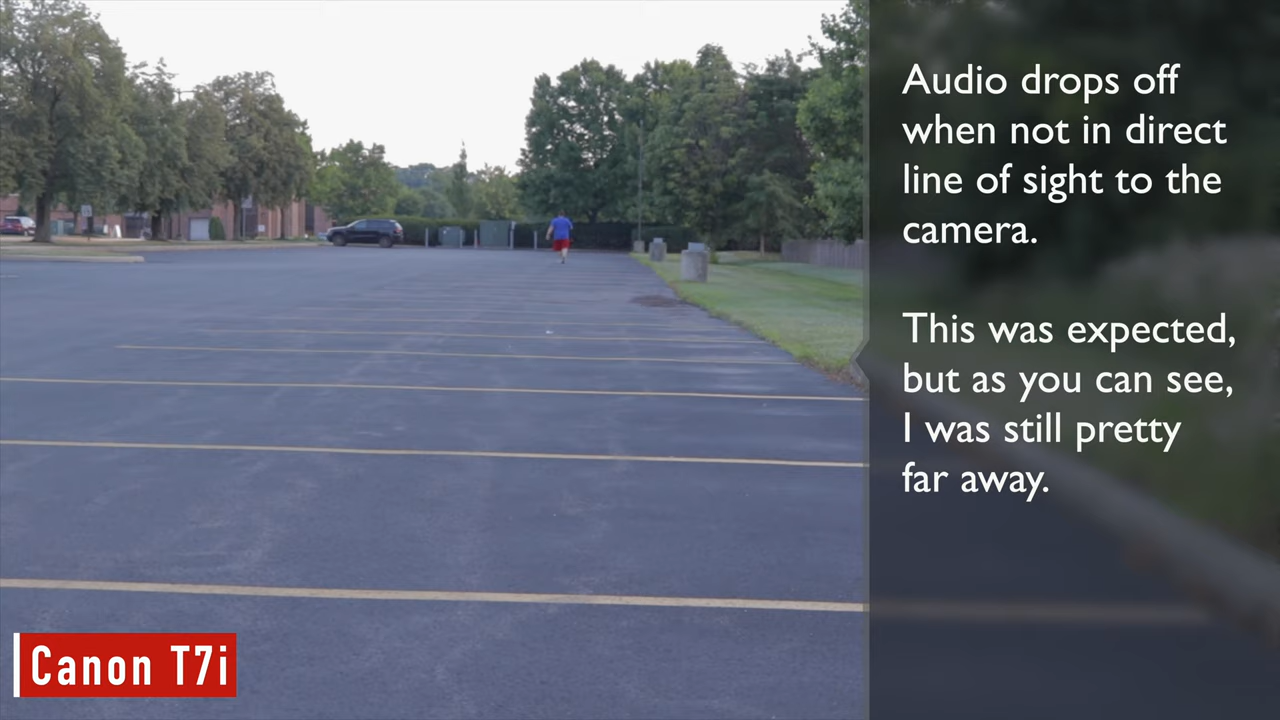 Audio drops off
when not in direct
line of sight to the
camera.
This was expected,
but as you can see,
I was still pretty
far away.
Canon T7i